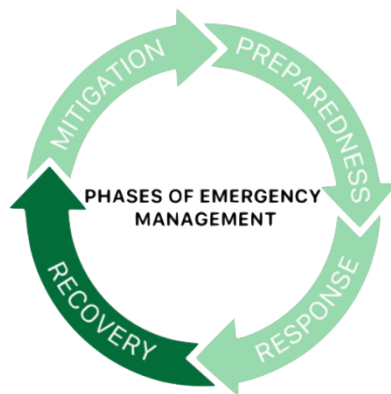 MITIGATION
PREPAREDNESS
PHASES OF EMERGENCY
MANAGEMENT
RECOVERY
RESPONSE